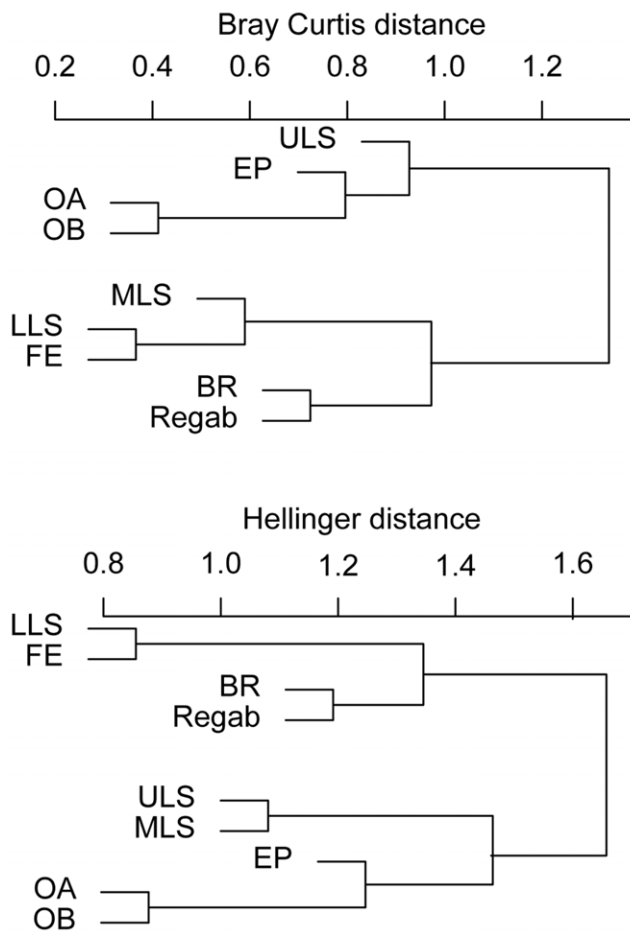 Bray Curtis distance
0.2 0.4 0.6 0.8 1.0 1.2
ULS
EP
OA
OB
MLS
LLS
FE
BR
Regab
Hellinger distance
0.8 1.0 1.2 1.4 1.6
LLS
FE
BR
Regab
ULS
MLS
EP
OA
OB